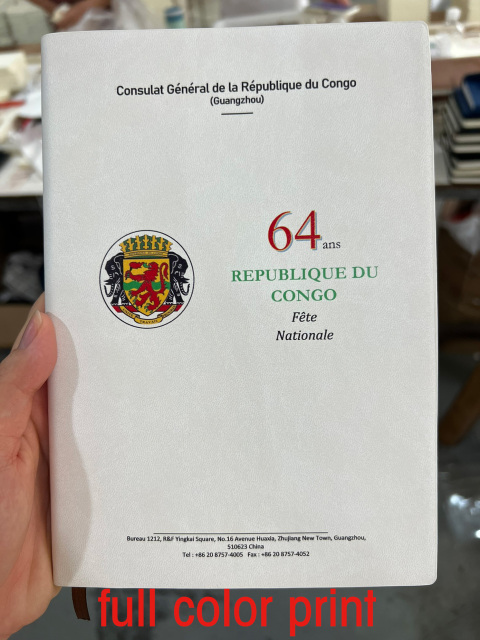 Consulat Général de la République du Congo
(Guangzhou)
64 ans
REPUBLIQUE DU
CONGO
Fête
Nationale
Bureau 1212, R&F Yingkai Square, No.16 Avenue Huaxia, Zhujiang New Town, Guangzhou,
510623 China
Tel : +86 20 8757-4005 Fax : +86 20 8757-4052
full color print